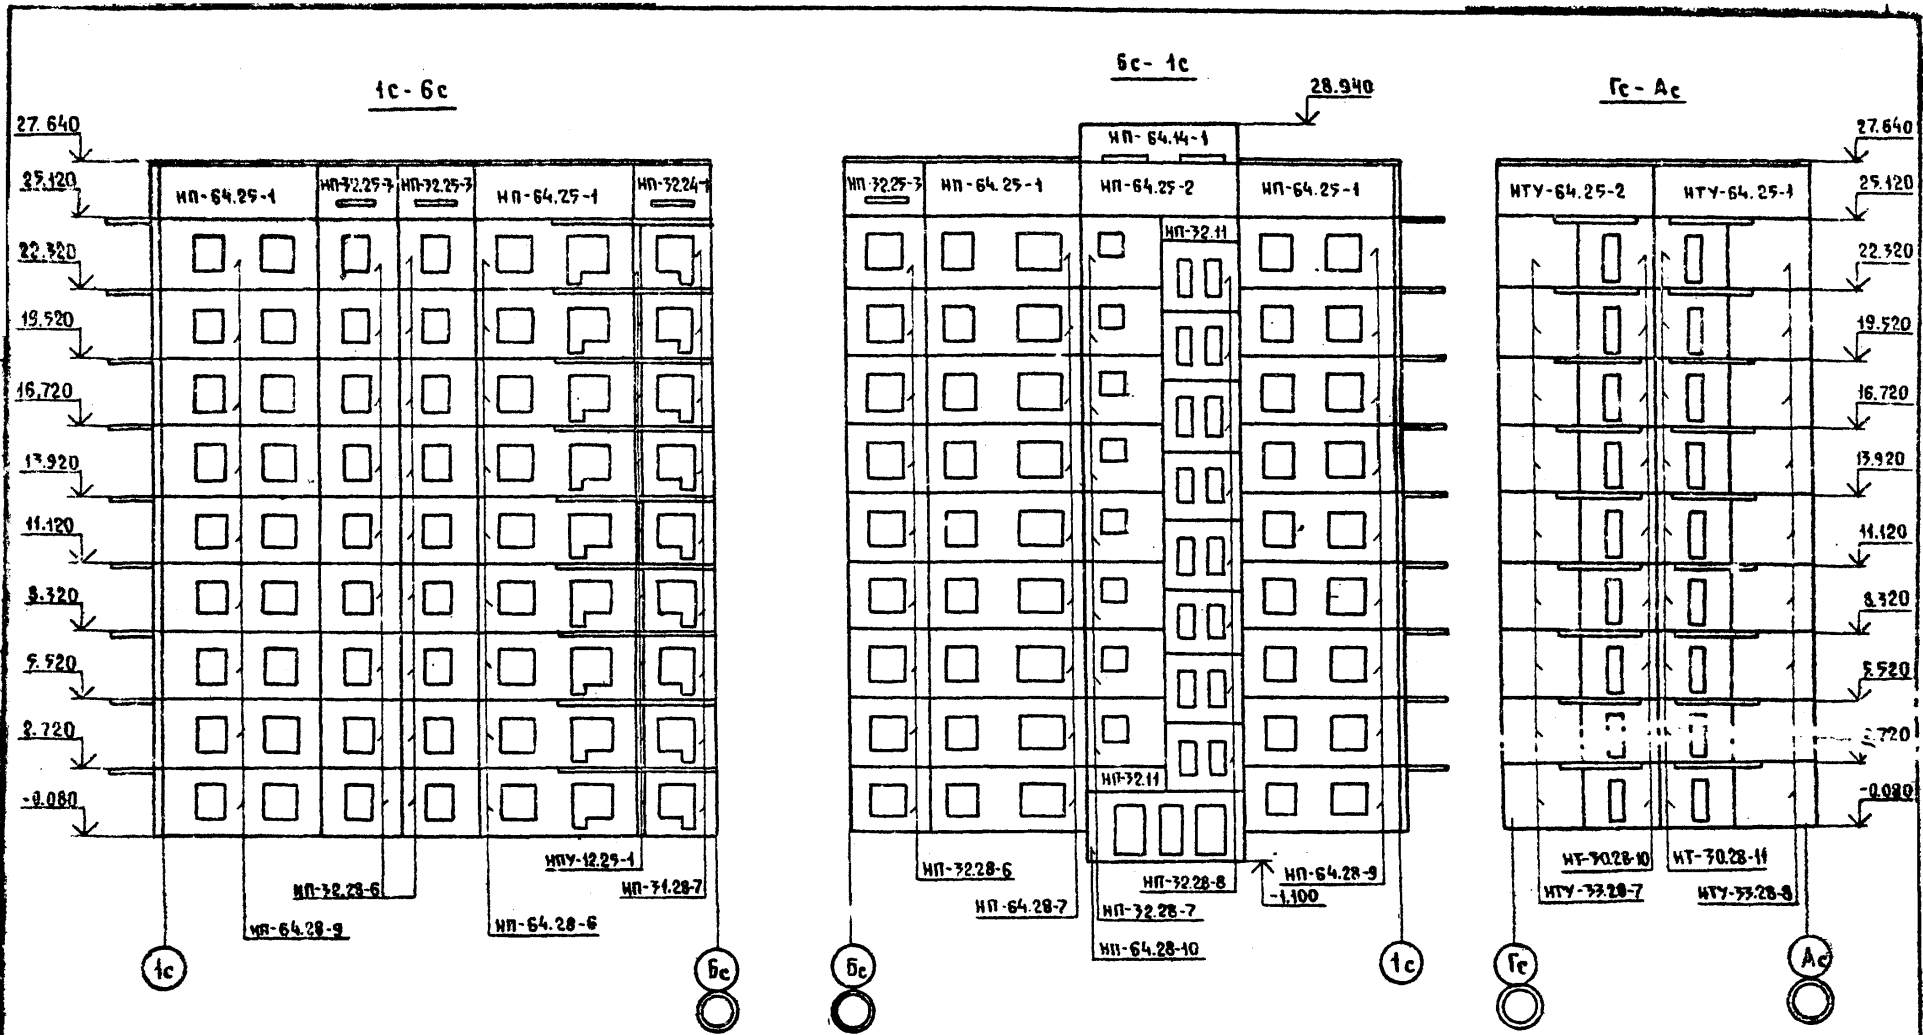 1с - 6с
27.640
25.120
22.320
19.520
16.720
13.920
11.120
8.320
5.520
2.720
-0.080
НП-64.25-1
НП-32.25-3
НП-32.25-3
НП-64.25-1
НП-32.24-1
НПУ-12.25-1
НП-32.28-6
НП-31.28-7
НП-64.28-9
НП-64.28-6
1с
6с
6с - 1с
28.940
НП-64.14-1
НП-32.25-3
НП-64.25-1
НП-64.25-2
НП-64.25-1
НП-32.11
НП-32.11
НП-32.28-6
НП-32.28-8
НП-64.28-9
-1.100
НП-64.28-7
НП-32.28-7
НП-64.28-10
6с
1с
Гс - Ас
27.640
25.120
22.320
19.520
16.720
13.920
11.120
8.320
5.520
-0.080
НТУ-64.25-2
НТУ-64.25-1
НТ-30.28-10
НТ-30.28-11
НТУ-33.28-7
НТУ-33.28-8
Гс
Ас